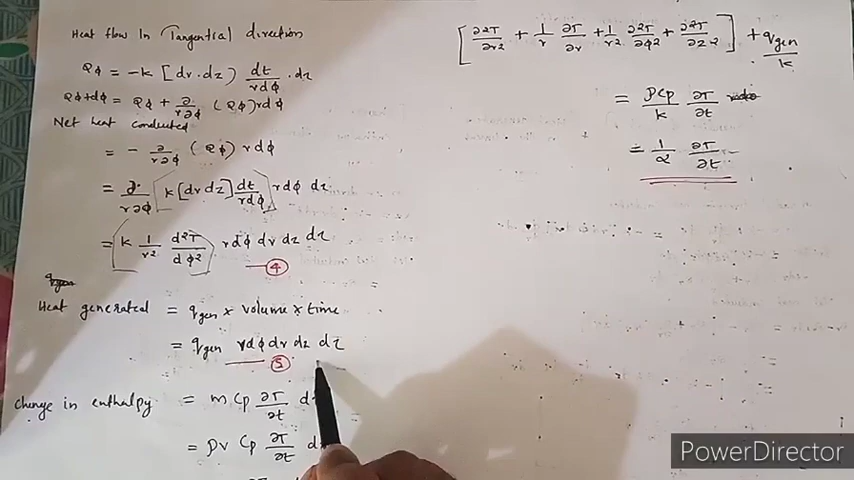 Heat flow In Tangential direction
Qϕ = -k [dr.dz) dt/rdϕ . dτ
Qϕ+dϕ = Qϕ + ∂/r∂ϕ (Qϕ) rdϕ
Net heat conducted
= - ∂/r∂ϕ (Qϕ) rdϕ
= ∂/r∂ϕ [k [dr dz] dt/rdϕ] rdϕ dτ
= [k 1/r² d²T/dϕ²] rdϕ dr dz dτ
④
Heat generated = qgen x volume x time
= qgen rdϕ dr dz dτ
⑤
Change in enthalpy = m Cp ∂T/∂t
= ρv Cp ∂T/∂t
[∂²T/∂r² + 1/r ∂T/∂r + 1/r² ∂²T/∂ϕ² + ∂²T/∂z²] + qgen/k
= ρCp/k ∂T/∂t
= 1/α ∂T/∂t
PowerDirector